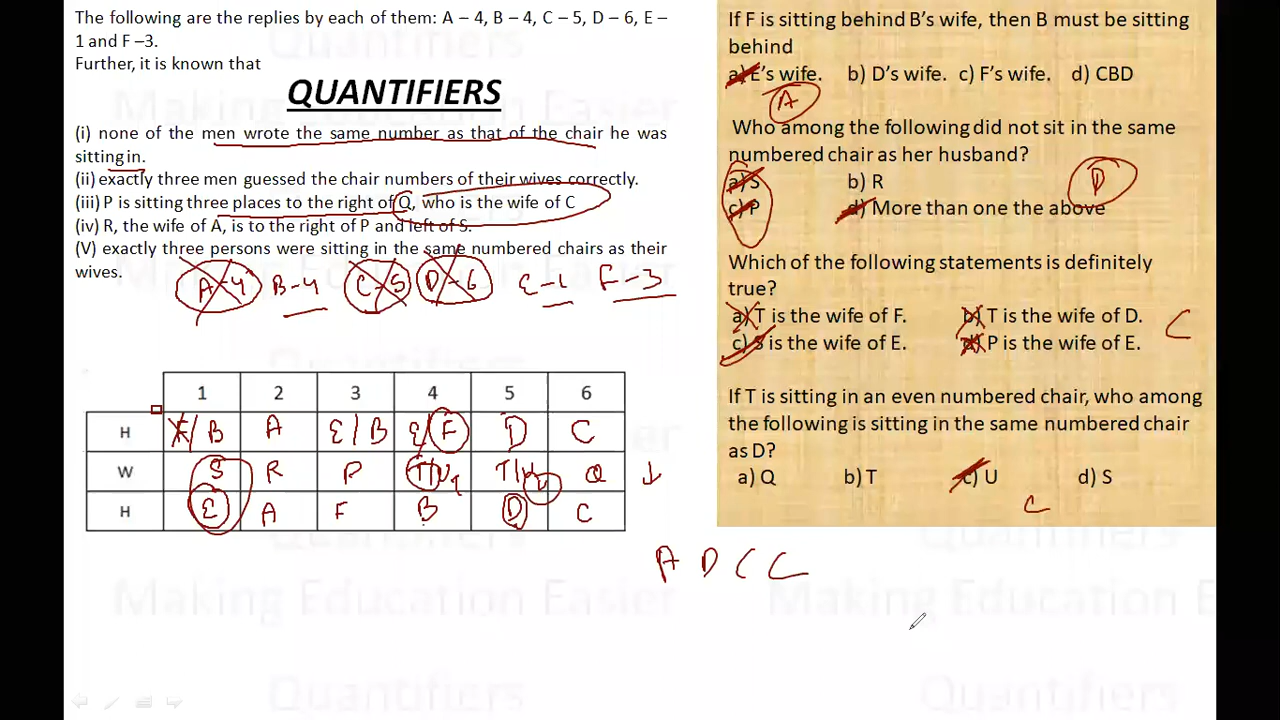 The following are the replies by each of them: A – 4, B – 4, C – 5, D – 6, E –
1 and F –3.
Further, it is known that
QUANTIFIERS
(i) none of the men wrote the same number as that of the chair he was
sitting in.
(ii) exactly three men guessed the chair numbers of their wives correctly.
(iii) P is sitting three places to the right of Q, who is the wife of C
(iv) R, the wife of A, is to the right of P and left of S.
(V) exactly three persons were sitting in the same numbered chairs as their
wives.
A-4 B-4 C-5 D-6 E-1 F-3
1 2 3 4 5 6
H B A E/B E/F D C
W S R P T/U T/U Q
H E A F B D C
If F is sitting behind B's wife, then B must be sitting
behind
a) E's wife. b) D's wife. c) F's wife. d) CBD
A
Who among the following did not sit in the same
numbered chair as her husband?
a) S b) R
D
c) P d) More than one the above
Which of the following statements is definitely
true?
a) T is the wife of F. b) T is the wife of D.
c) S is the wife of E. d) P is the wife of E.
C
If T is sitting in an even numbered chair, who among
the following is sitting in the same numbered chair
as D?
a) Q b) T c) U d) S
C
A D C C
Quantifiers
Making Education Easier
Quantifiers